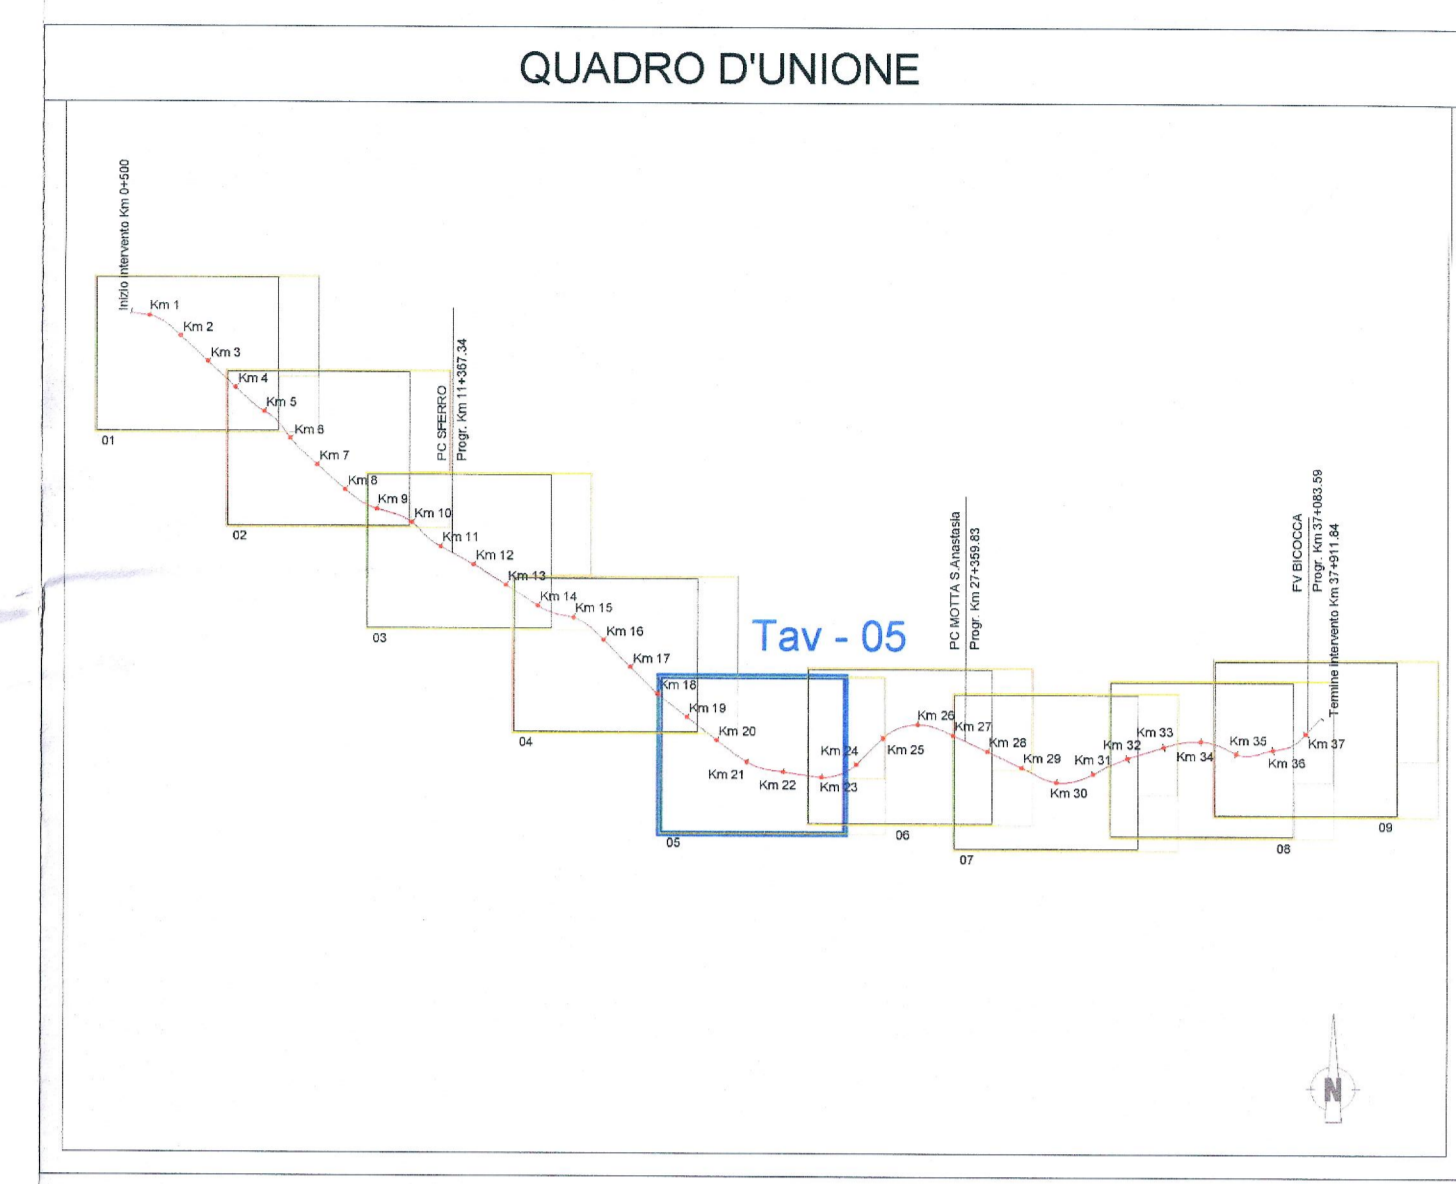 QUADRO D'UNIONE
Inizio intervento Km 0+500
Km 1
Km 2
Km 3
Km 4
Km 5
Km 6
Km 7
Km 8
Km 9
Km 10
Km 11
Km 12
Km 13
Km 14
Km 15
Km 16
Km 17
Km 18
Km 19
Km 20
Km 21
Km 22
Km 23
Km 24
Km 25
Km 26
Km 27
Km 28
Km 29
Km 30
Km 31
Km 32
Km 33
Km 34
Km 35
Km 36
Km 37
PC SFERRO
Progr. Km 11+367.34
Tav - 05
PC MOTTA S.Anastasia
Progr. Km 27+359.83
FV BICOCCA
Progr. Km 37+083.59
Termine intervento Km 37+911.84
01
02
03
04
05
06
07
08
09
N